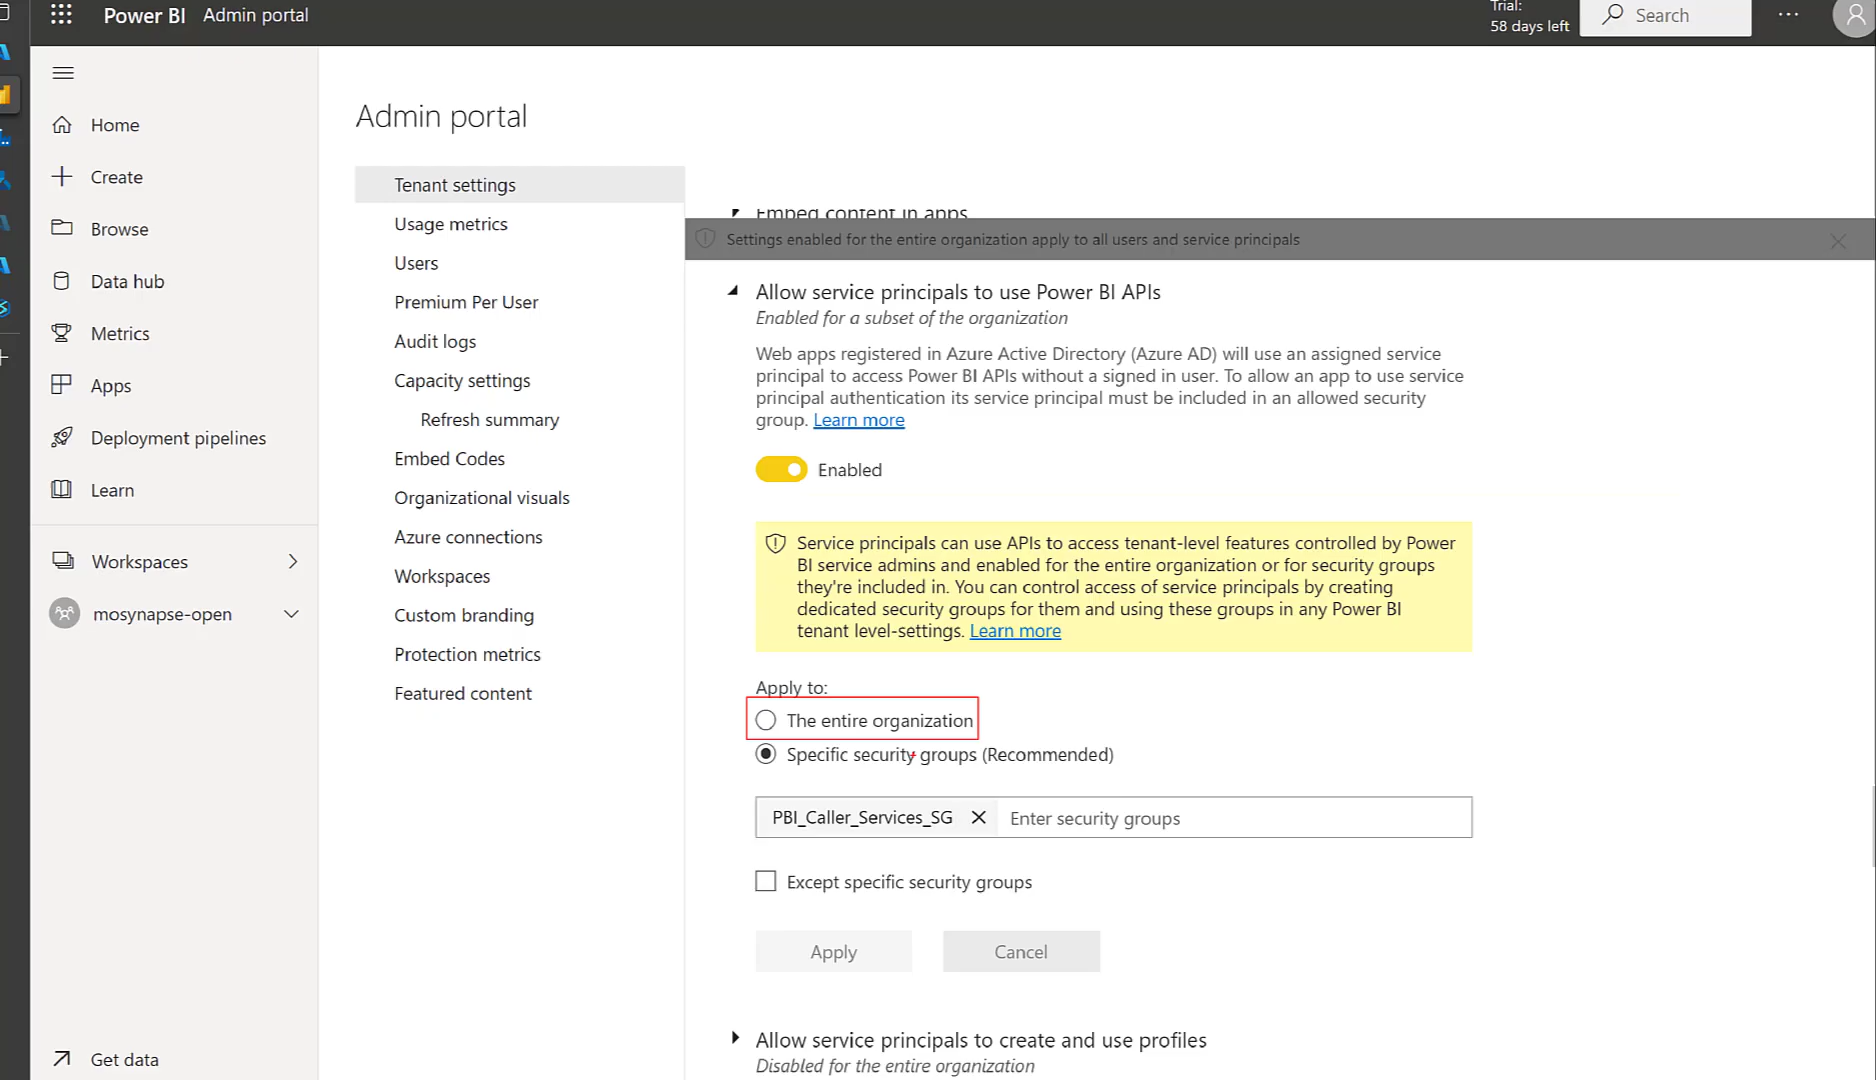 Power BI Admin portal
Trial:
58 days left
Search
Home
Create
Browse
Data hub
Metrics
Apps
Deployment pipelines
Learn
Workspaces
mosynapse-open
Get data
Admin portal
Tenant settings
Usage metrics
Users
Premium Per User
Audit logs
Capacity settings
Refresh summary
Embed Codes
Organizational visuals
Azure connections
Workspaces
Custom branding
Protection metrics
Featured content
Embed content in apps
Settings enabled for the entire organization apply to all users and service principals
Allow service principals to use Power BI APIs
Enabled for a subset of the organization
Web apps registered in Azure Active Directory (Azure AD) will use an assigned service
principal to access Power BI APIs without a signed in user. To allow an app to use service
principal authentication its service principal must be included in an allowed security
group. Learn more
Enabled
Service principals can use APIs to access tenant-level features controlled by Power
BI service admins and enabled for the entire organization or for security groups
they're included in. You can control access of service principals by creating
dedicated security groups for them and using these groups in any Power BI
tenant level-settings. Learn more
Apply to:
The entire organization
Specific security groups (Recommended)
PBI_Caller_Services_SG Enter security groups
Except specific security groups
Apply Cancel
Allow service principals to create and use profiles
Disabled for the entire organization